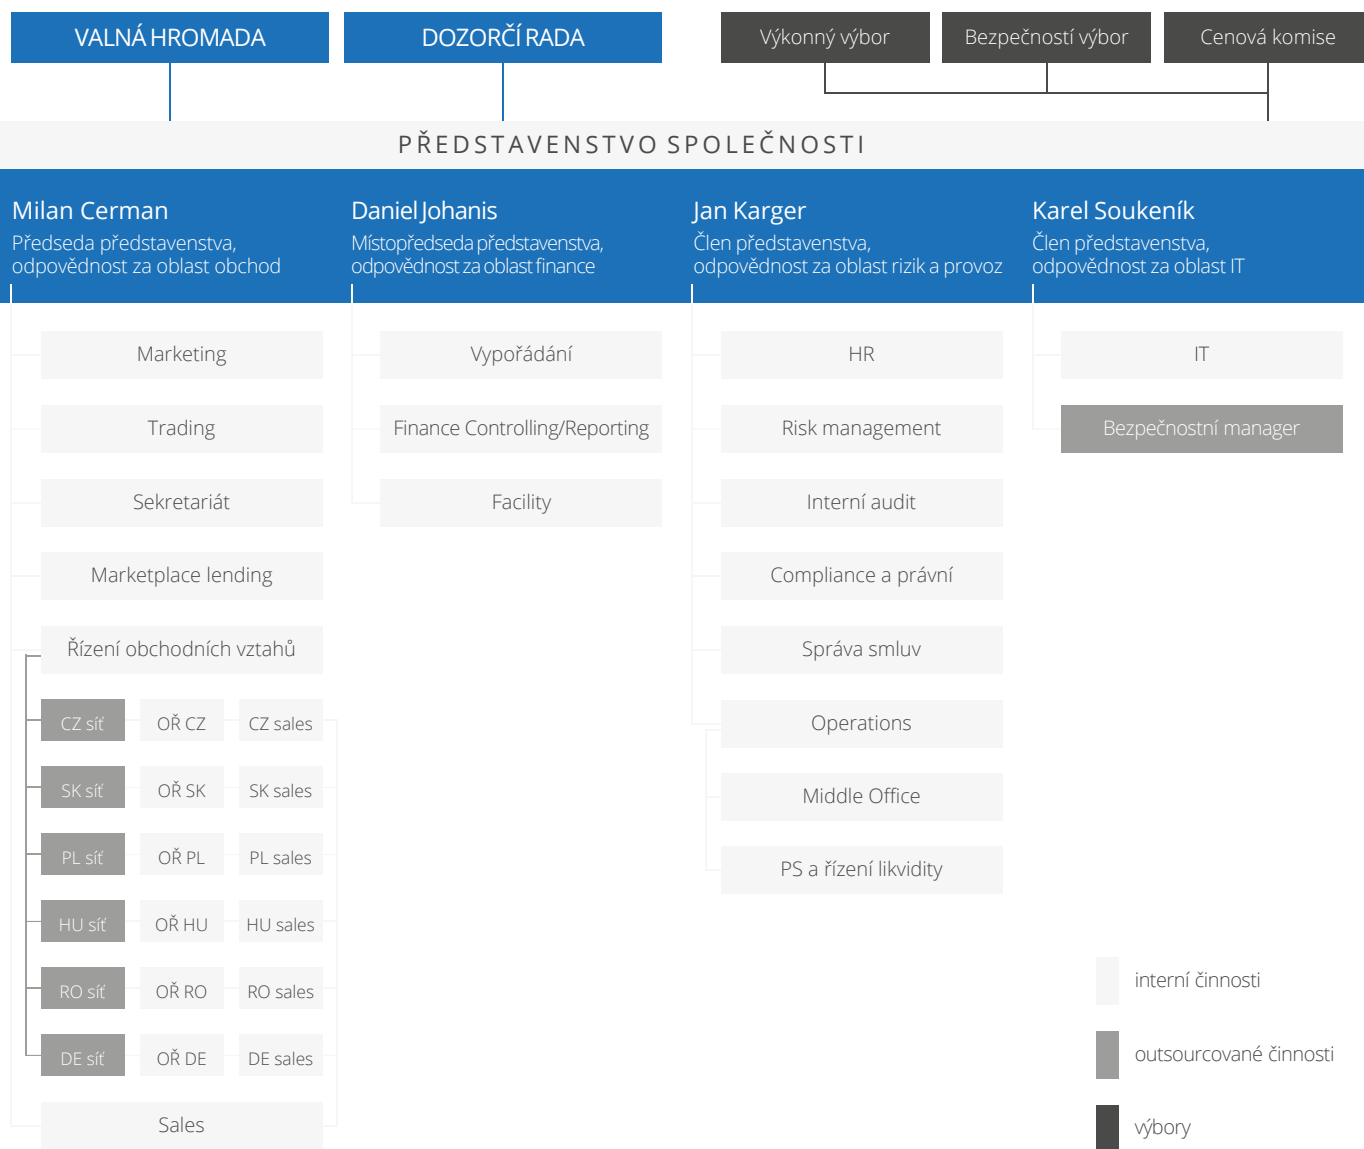 VALNÁ HROMADA
DOZORČÍ RADA
Výkonný výbor
Bezpečností výbor
Cenová komise
PŘEDSTAVENSTVO SPOLEČNOSTI
Milan Cerman
Předseda představenstva,
odpovědnost za oblast obchod
Daniel Johanis
Místopředseda představenstva,
odpovědnost za oblast finance
Jan Karger
Člen představenstva,
odpovědnost za oblast rizik a provoz
Karel Soukeník
Člen představenstva,
odpovědnost za oblast IT
Marketing
Trading
Sekretariát
Marketplace lending
Řízení obchodních vztahů
CZ síť
OŘ CZ
CZ sales
SK síť
OŘ SK
SK sales
PL síť
OŘ PL
PL sales
HU síť
OŘ HU
HU sales
RO síť
OŘ RO
RO sales
DE síť
OŘ DE
DE sales
Sales
Vypořádání
Finance Controlling/Reporting
Facility
HR
Risk management
Interní audit
Compliance a právní
Správa smluv
Operations
Middle Office
PS a řízení likvidity
IT
Bezpečnostní manager
interní činnosti
outsourcované činnosti
výbory